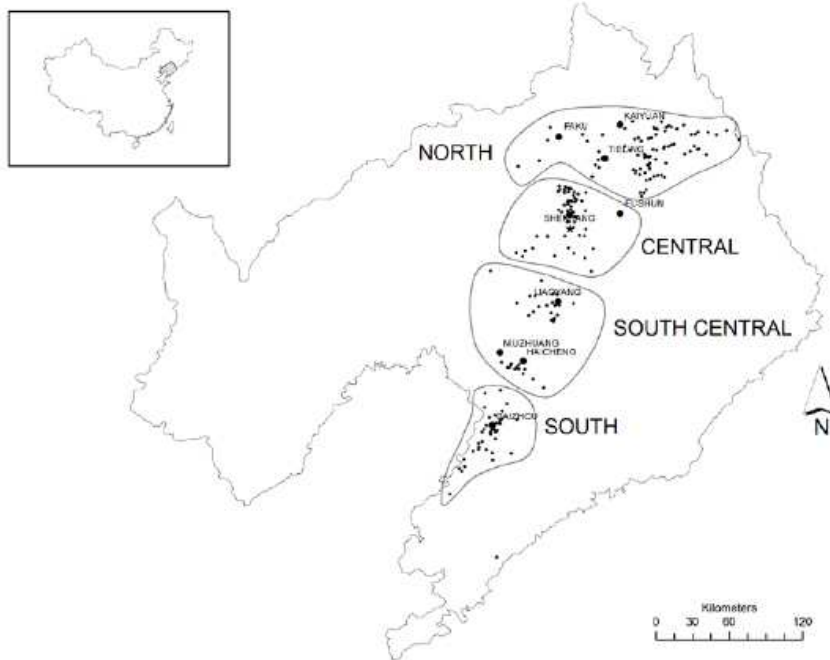 KAIYUAN
FAKU
NORTH
TIELING
FUSHUN
SHENYANG
CENTRAL
LIAOYANG
SOUTH CENTRAL
NIUZHUANG
HAICHENG
GAIZHOU
SOUTH
N
Kilometers
0 30 60 120